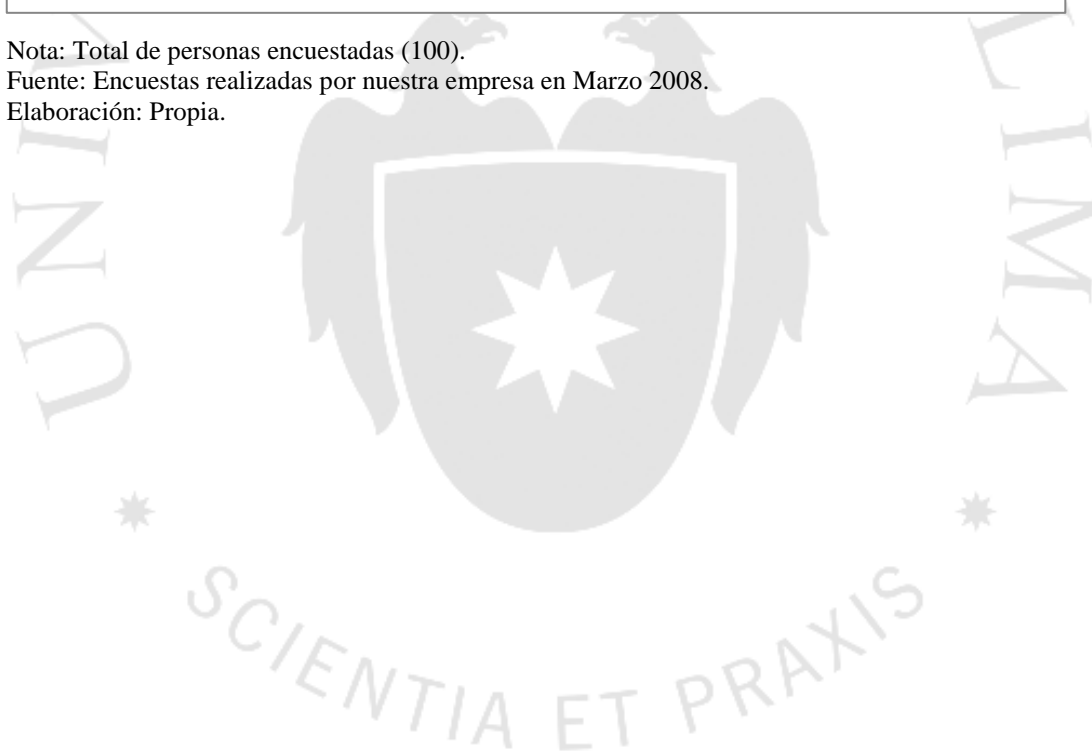 Nota: Total de personas encuestadas (100).
Fuente: Encuestas realizadas por nuestra empresa en Marzo 2008.
Elaboración: Propia.
LIMA
SCIENTIA ET PRAXIS